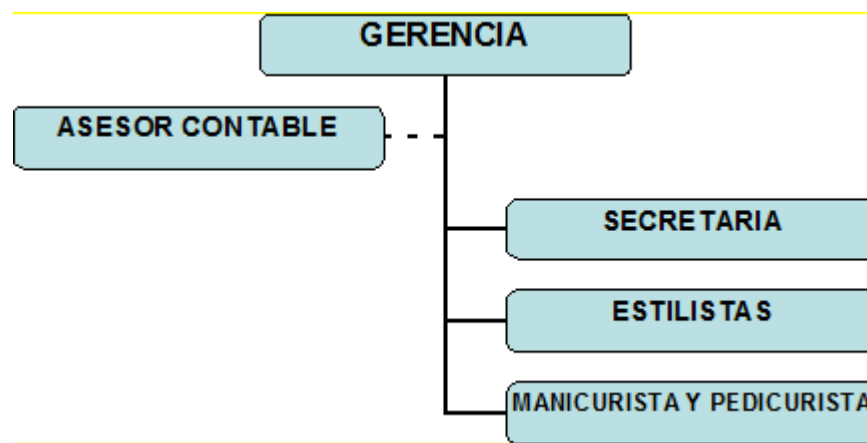 GERENCIA
ASESOR CONTABLE
SECRETARIA
ESTILISTAS
MANICURISTA Y PEDICURISTA